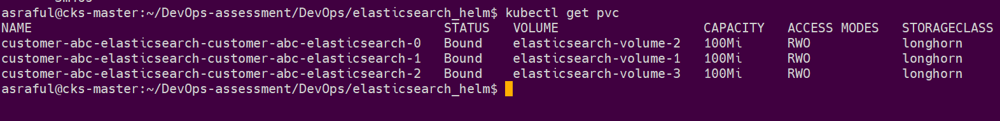 asraful@cks-master:~/DevOps-assessment/DevOps/elasticsearch_helm$ kubectl get pvc
NAME STATUS VOLUME CAPACITY ACCESS MODES STORAGECLASS
customer-abc-elasticsearch-customer-abc-elasticsearch-0 Bound elasticsearch-volume-2 100Mi RWO longhorn
customer-abc-elasticsearch-customer-abc-elasticsearch-1 Bound elasticsearch-volume-1 100Mi RWO longhorn
customer-abc-elasticsearch-customer-abc-elasticsearch-2 Bound elasticsearch-volume-3 100Mi RWO longhorn
asraful@cks-master:~/DevOps-assessment/DevOps/elasticsearch_helm$